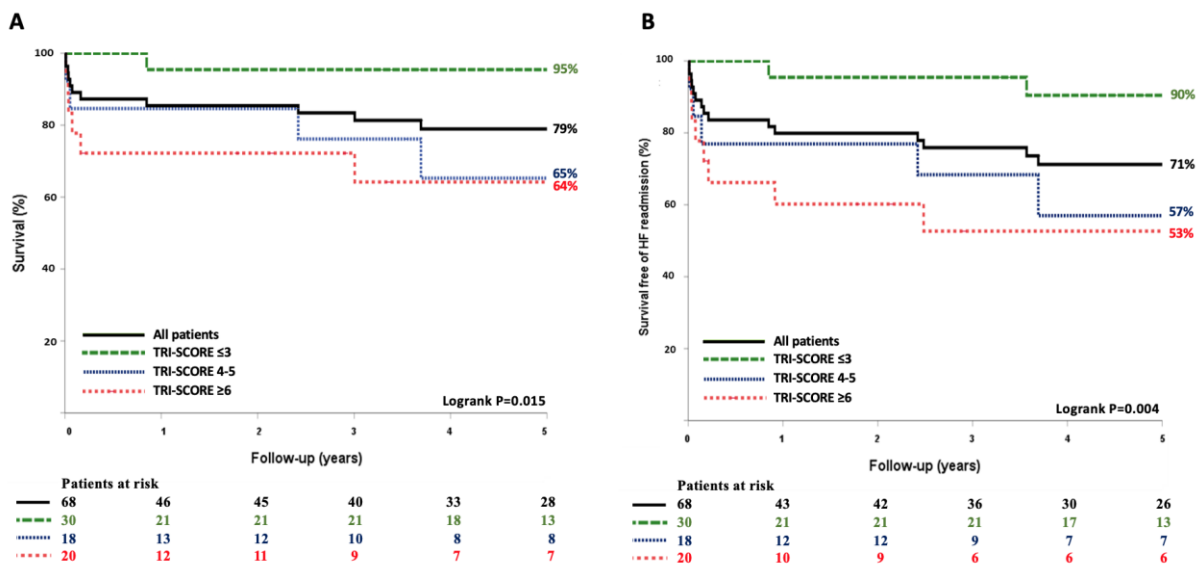 A
Survival (%)
100
80
60
40
20
95%
79%
65%
64%
All patients
TRI-SCORE ≤3
TRI-SCORE 4-5
TRI-SCORE ≥6
Logrank P=0.015
0 1 2 3 4 5
Follow-up (years)
Patients at risk
68 46 45 40 33 28
30 21 21 21 18 13
18 13 12 10 8 8
20 12 11 9 7 7
B
Survival free of HF readmission (%)
100
80
60
40
20
90%
71%
57%
53%
All patients
TRI-SCORE ≤3
TRI-SCORE 4-5
TRI-SCORE ≥6
Logrank P=0.004
0 1 2 3 4 5
Follow-up (years)
Patients at risk
68 43 42 36 30 26
30 21 21 21 17 13
18 12 12 9 7 7
20 10 9 6 6 6